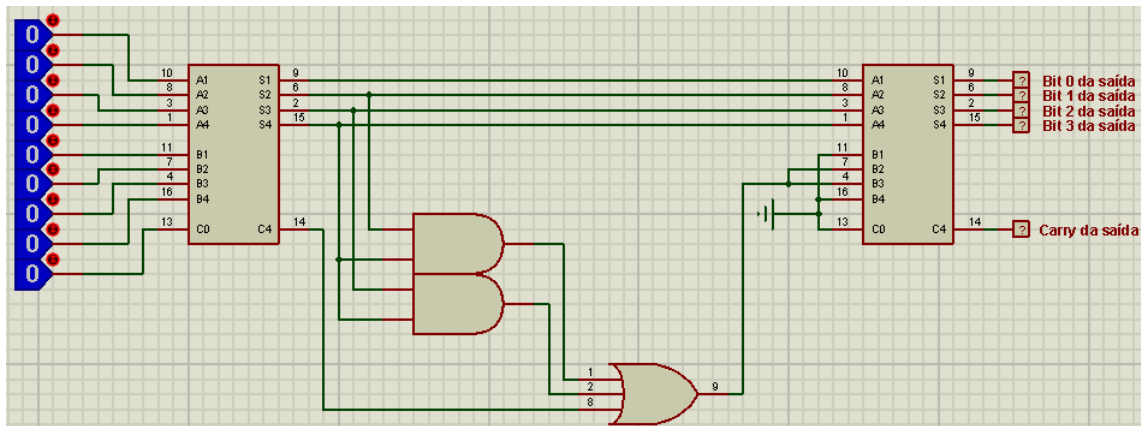 0
0
0
0
0
0
0
0
0
10 A1 S1 9
8 A2 S2 6
3 A3 S3 2
1 A4 S4 15
11 B1
7 B2
4 B3
16 B4
13 C0 C4 14
10 A1 S1 9 ? Bit 0 da saída
8 A2 S2 6 ? Bit 1 da saída
3 A3 S3 2 ? Bit 2 da saída
1 A4 S4 15 ? Bit 3 da saída
11 B1
7 B2
4 B3
16 B4
13 C0 C4 14 ? Carry da saída
1
2
8
9